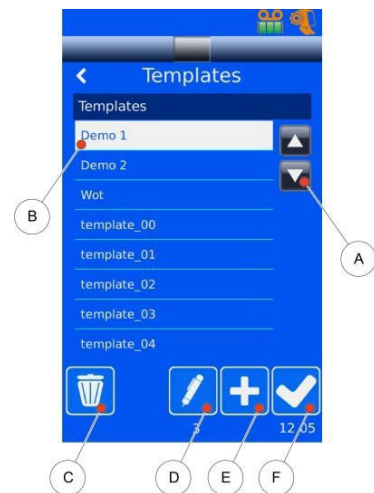 Templates
Templates
Demo 1
Demo 2
Wot
template_00
template_01
template_02
template_03
template_04
3
12:05
A
B
C
D
E
F